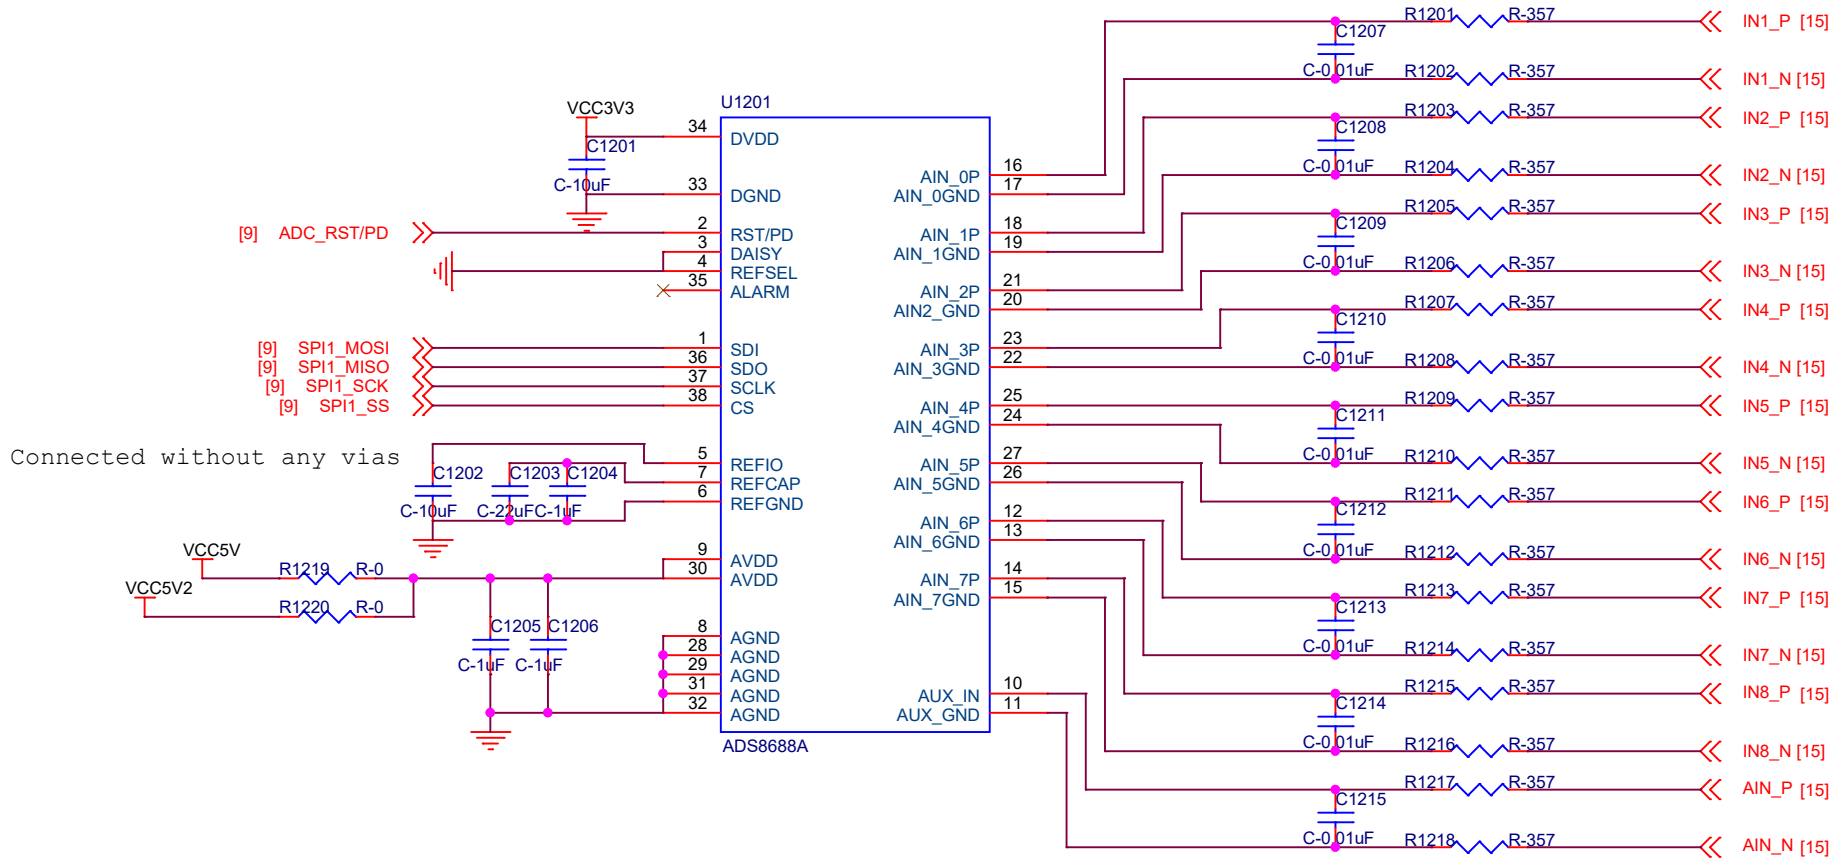 R1201 R-357 IN1_P [15]
C1207
C-0.01uF R1202 R-357 IN1_N [15]
R1203 R-357 IN2_P [15]
C1208
C-0.01uF R1204 R-357 IN2_N [15]
R1205 R-357 IN3_P [15]
C1209
C-0.01uF R1206 R-357 IN3_N [15]
R1207 R-357 IN4_P [15]
C1210
C-0.01uF R1208 R-357 IN4_N [15]
R1209 R-357 IN5_P [15]
C1211
C-0.01uF R1210 R-357 IN5_N [15]
R1211 R-357 IN6_P [15]
C1212
C-0.01uF R1212 R-357 IN6_N [15]
R1213 R-357 IN7_P [15]
C1213
C-0.01uF R1214 R-357 IN7_N [15]
R1215 R-357 IN8_P [15]
C1214
C-0.01uF R1216 R-357 IN8_N [15]
R1217 R-357 AIN_P [15]
C1215
C-0.01uF R1218 R-357 AIN_N [15]
U1201
VCC3V3
C1201
C-10uF
34 DVDD
33 DGND
[9] ADC_RST/PD 2 RST/PD
3 DAISY
4 REFSEL
35 ALARM
[9] SPI1_MOSI 1 SDI
[9] SPI1_MISO 36 SDO
[9] SPI1_SCK 37 SCLK
[9] SPI1_SS 38 CS
Connected without any vias
5 REFIO
7 REFCAP
6 REFGND
C1202 C1203 C1204
C-10uF C-22uF C-1uF
VCC5V
R1219 R-0
VCC5V2
R1220 R-0
9 AVDD
30 AVDD
C1205 C1206
C-1uF C-1uF
8 AGND
28 AGND
29 AGND
31 AGND
32 AGND
AIN_0P 16
AIN_0GND 17
AIN_1P 18
AIN_1GND 19
AIN_2P 21
AIN2_GND 20
AIN_3P 23
AIN_3GND 22
AIN_4P 25
AIN_4GND 24
AIN_5P 27
AIN_5GND 26
AIN_6P 12
AIN_6GND 13
AIN_7P 14
AIN_7GND 15
AUX_IN 10
AUX_GND 11
ADS8688A